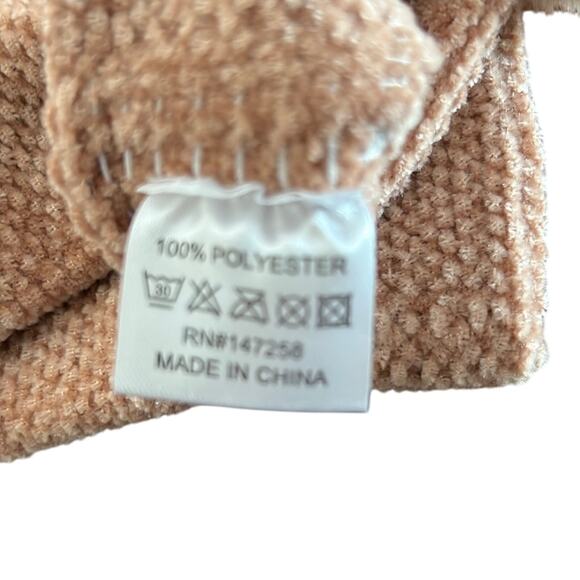 100% POLYESTER
30
RN#147258
MADE IN CHINA